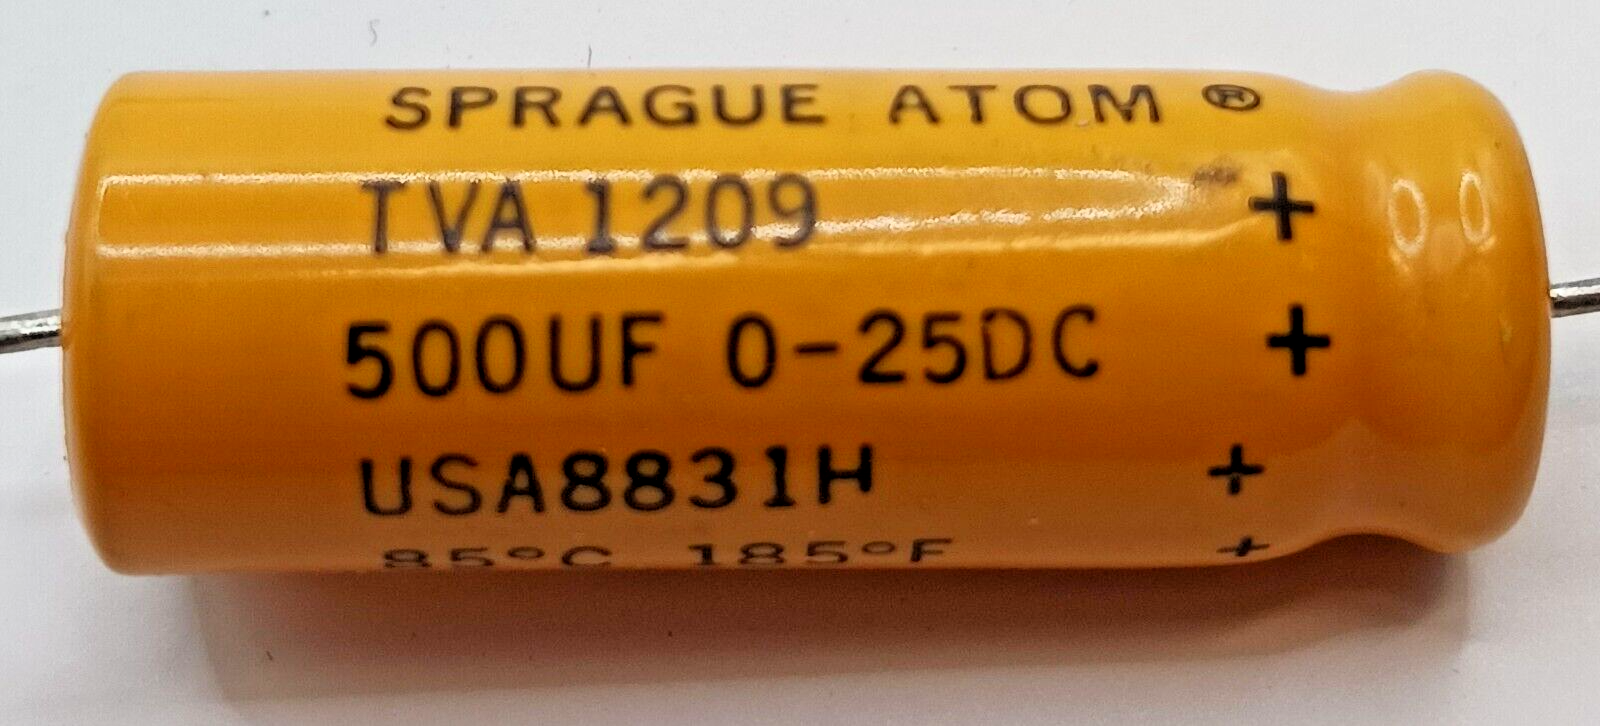 SPRAGUE ATOM ®
TVA 1209 +
500UF 0-25DC +
USA8831H +
85°C 185°F +